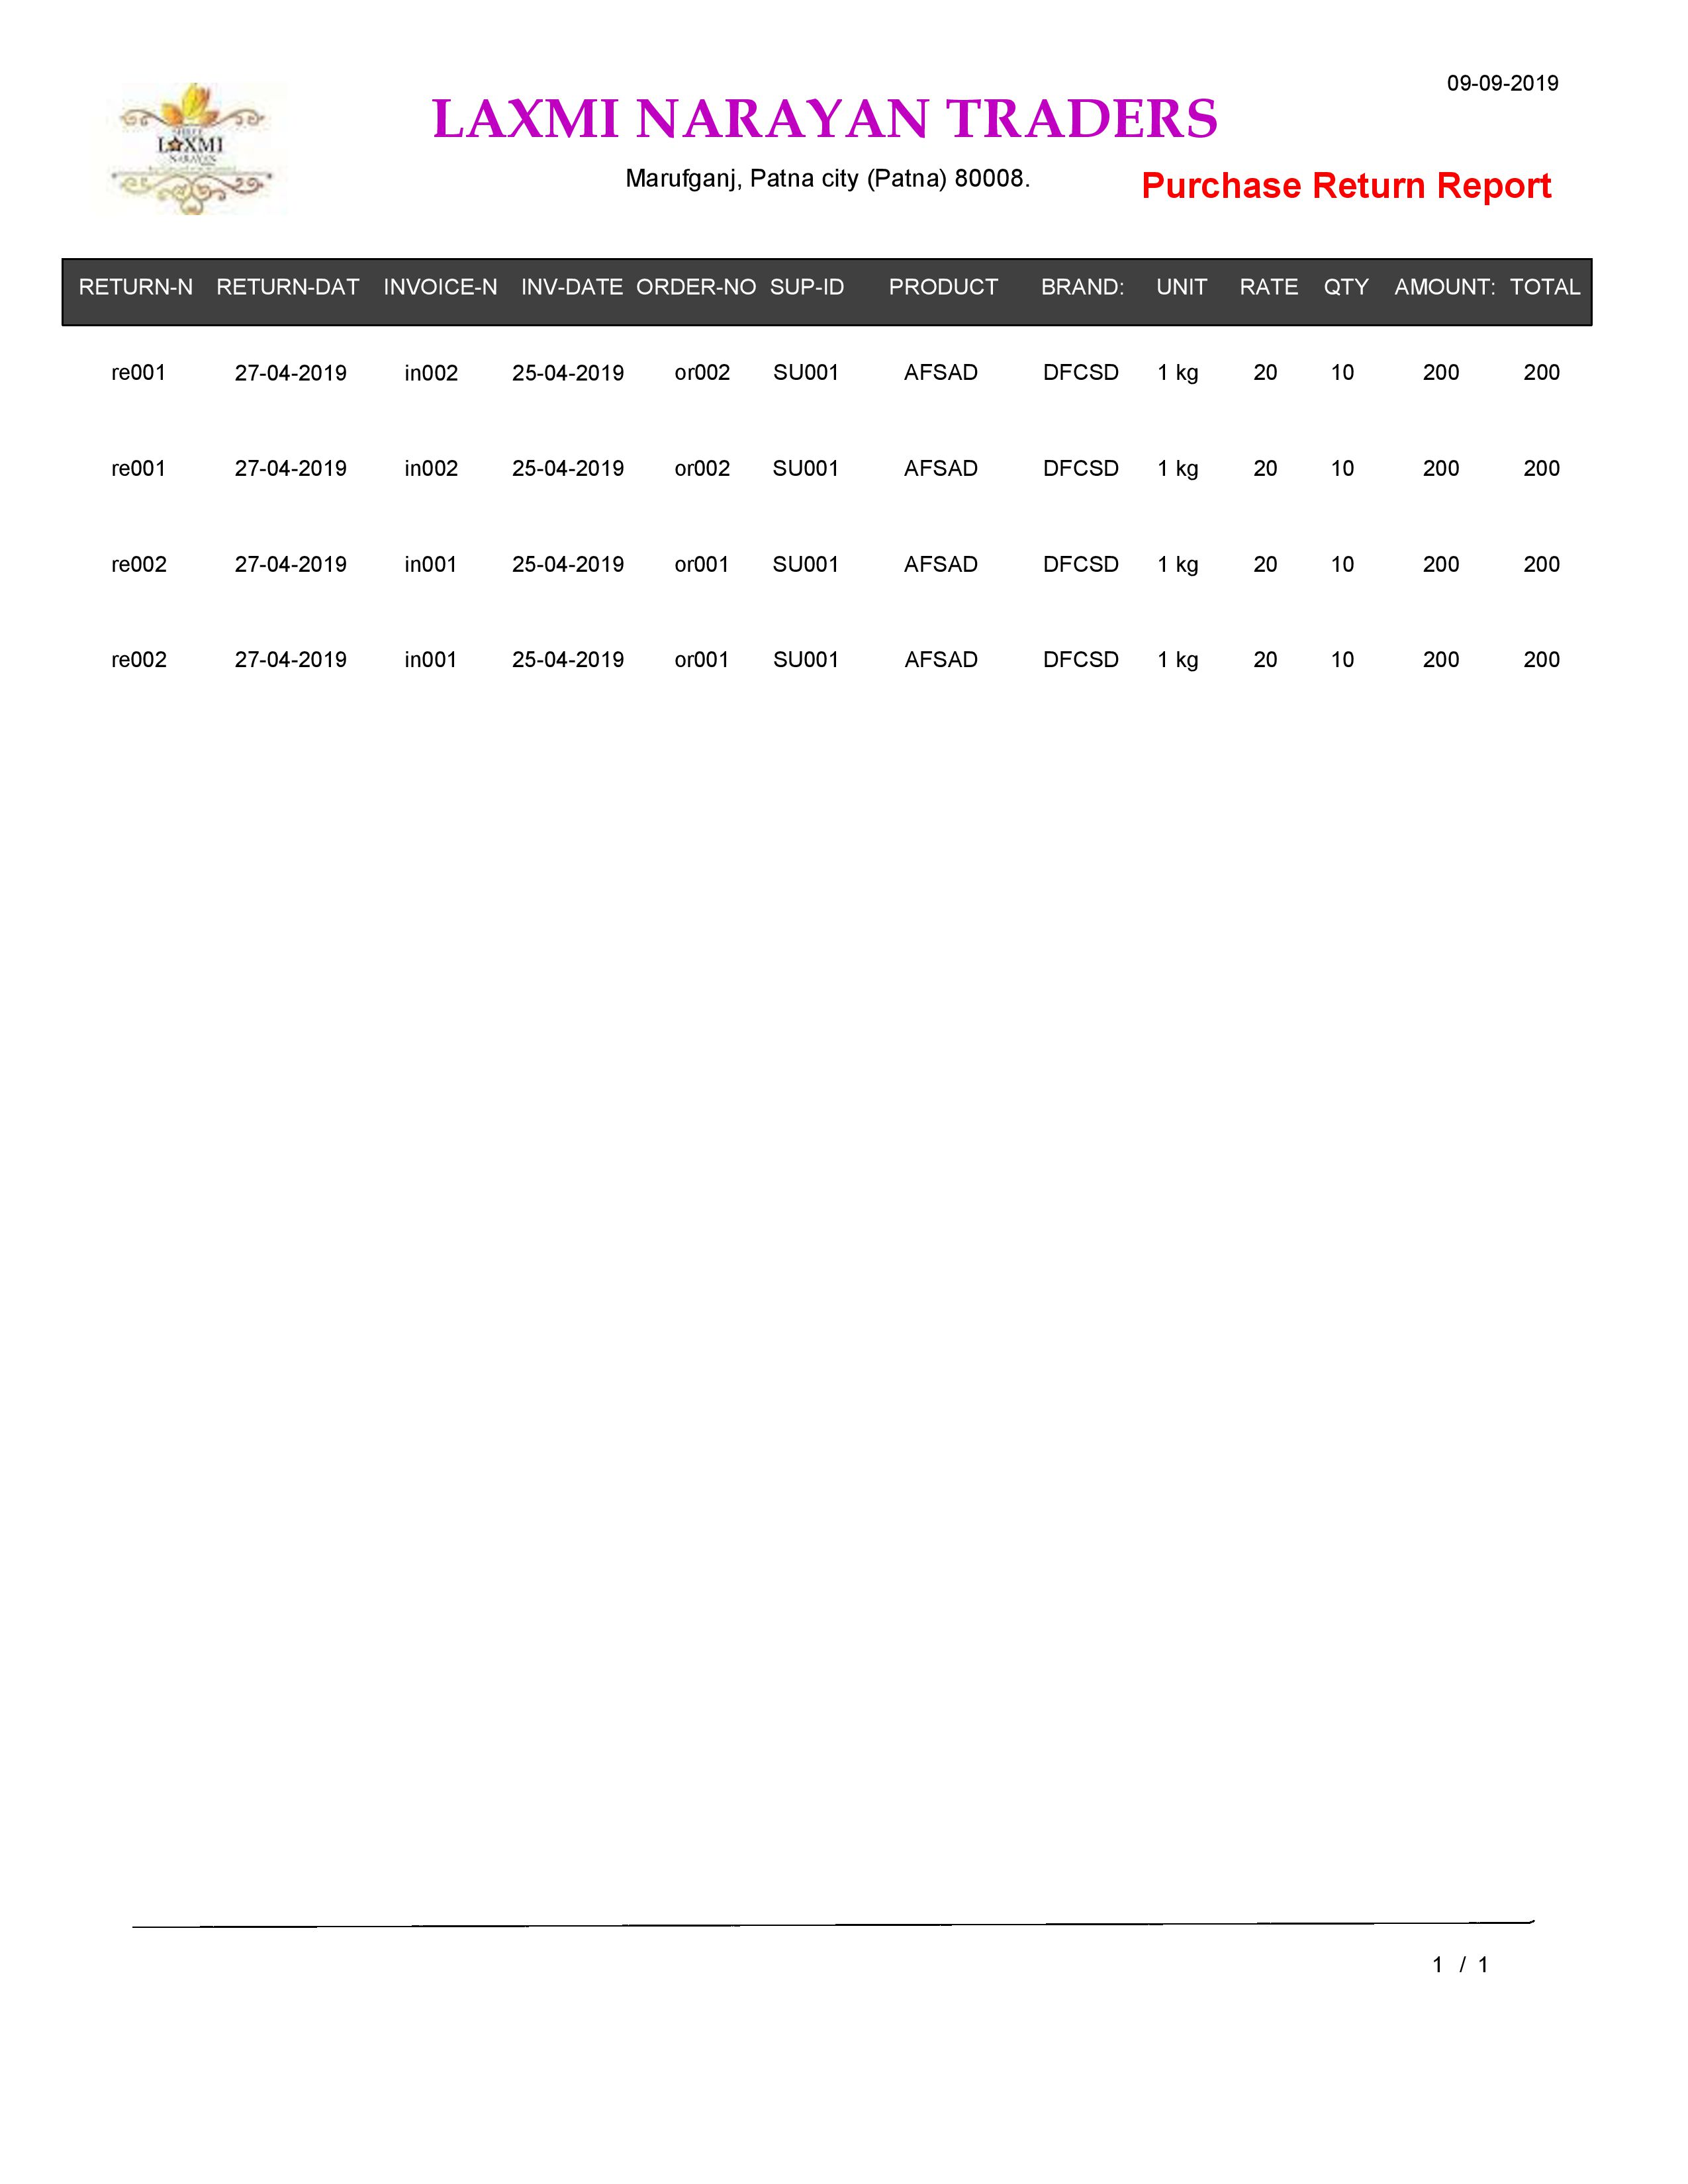 09-09-2019
LAXMI
NARAYAN
LAXMI NARAYAN TRADERS
Marufganj, Patna city (Patna) 80008.
Purchase Return Report
RETURN-N RETURN-DAT INVOICE-N INV-DATE ORDER-NO SUP-ID PRODUCT BRAND: UNIT RATE QTY AMOUNT: TOTAL
re001 27-04-2019 in002 25-04-2019 or002 SU001 AFSAD DFCSD 1 kg 20 10 200 200
re001 27-04-2019 in002 25-04-2019 or002 SU001 AFSAD DFCSD 1 kg 20 10 200 200
re002 27-04-2019 in001 25-04-2019 or001 SU001 AFSAD DFCSD 1 kg 20 10 200 200
re002 27-04-2019 in001 25-04-2019 or001 SU001 AFSAD DFCSD 1 kg 20 10 200 200
1 / 1